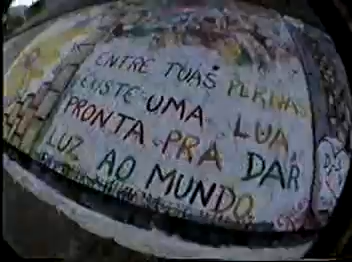 ENTRE TUAS PERNAS
EXISTE UMA LUA
PRONTA PRA DAR
LUZ AO MUNDO